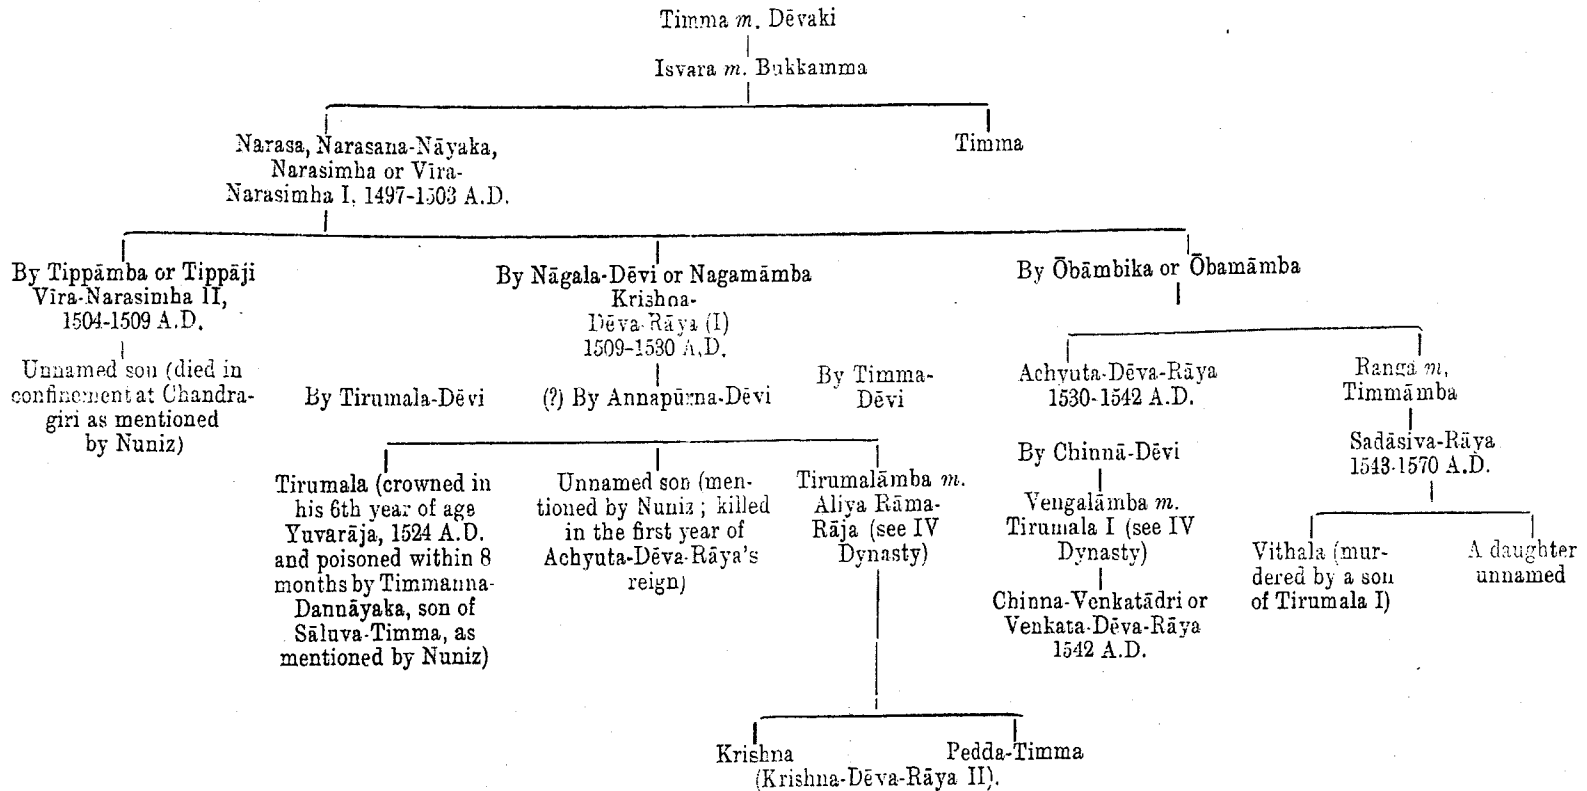 Timma m. Dēvaki
Isvara m. Bukkamma
Narasa, Narasana-Nāyaka,
Narasimha or Vīra-
Narasimha I, 1497-1503 A.D.
Timma
By Tippāmba or Tippāji
Vīra-Narasimha II,
1504-1509 A.D.
Unnamed son (died in
confinement at Chandra-
giri as mentioned
by Nuniz)
By Nāgala-Dēvi or Nagamāmba
Krishna-
Dēva-Rāya (I)
1509-1530 A.D.
By Ōbāmbika or Ōbamāmba
By Tirumala-Dēvi
(?) By Annapūrna-Dēvi
By Timma-
Dēvi
Achyuta-Dēva-Rāya
1530-1542 A.D.
Ranga m,
Timmāmba
Tirumala (crowned in
his 6th year of age
Yuvarāja, 1524 A.D.
and poisoned within 8
months by Timmanna-
Dannāyaka, son of
Sāluva-Timma, as
mentioned by Nuniz)
Unnamed son (men-
tioned by Nuniz ; killed
in the first year of
Achyuta-Dēva-Rāya's
reign)
Tirumalāmba m.
Aliya Rāma-
Rāja (see IV
Dynasty)
By Chinnā-Dēvi
Vengalāmba m.
Tirumala I (see IV
Dynasty)
Chinna-Venkatādri or
Venkata-Dēva-Rāya
1542 A.D.
Sadāsiva-Rāya
1543-1570 A.D.
Vithala (mur-
dered by a son
of Tirumala I)
A daughter
unnamed
Krishna
(Krishna-Dēva-Rāya II).
Pedda-Timma